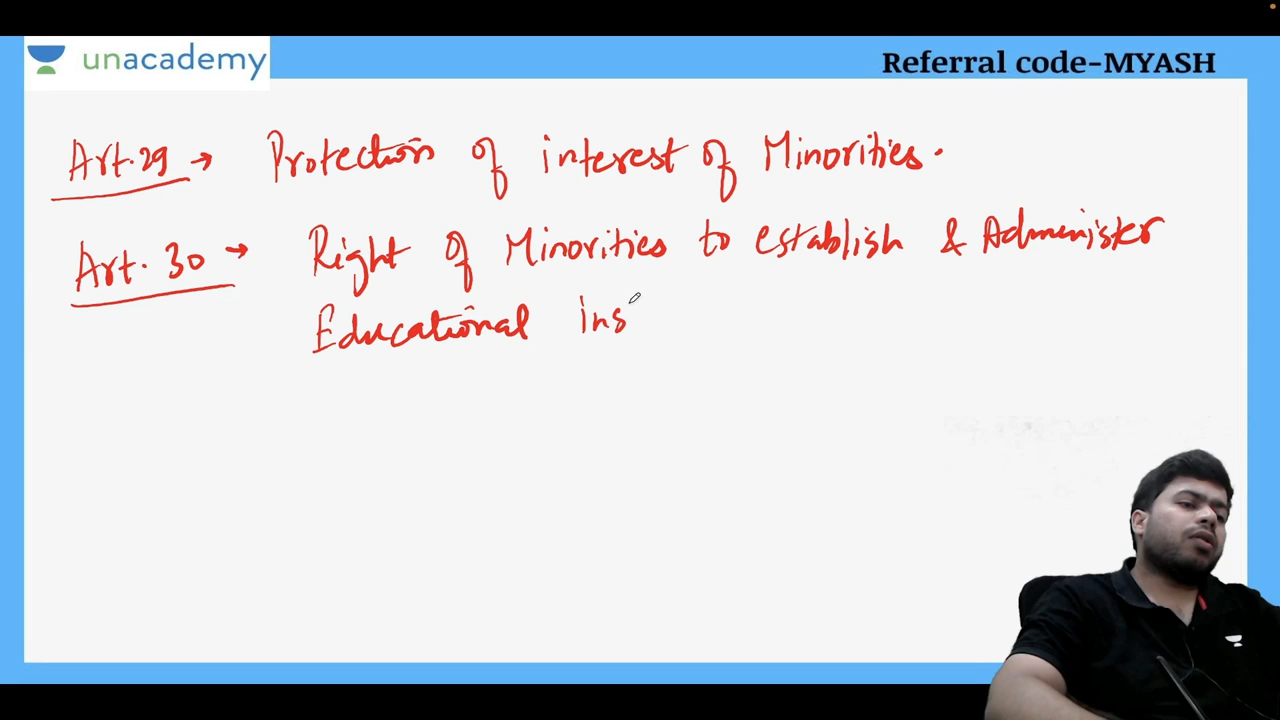 unacademy
Referral code-MYASH
Art.29 → Protection of interest of Minorities.
Art. 30 → Right of Minorities to establish & Administer
Educational ins